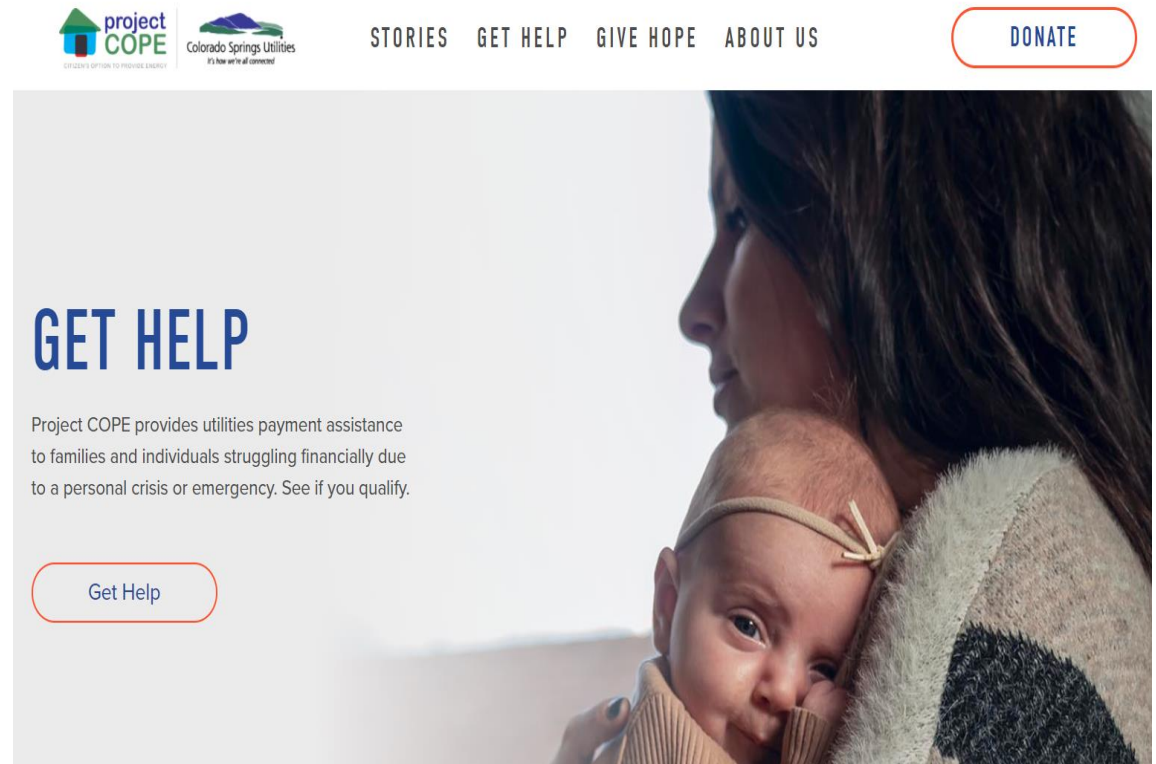 project
COPE
CITIZEN'S OPTION TO PROVIDE ENERGY
Colorado Springs Utilities
It's how we're all connected
STORIES GET HELP GIVE HOPE ABOUT US
DONATE
GET HELP
Project COPE provides utilities payment assistance
to families and individuals struggling financially due
to a personal crisis or emergency. See if you qualify.
Get Help